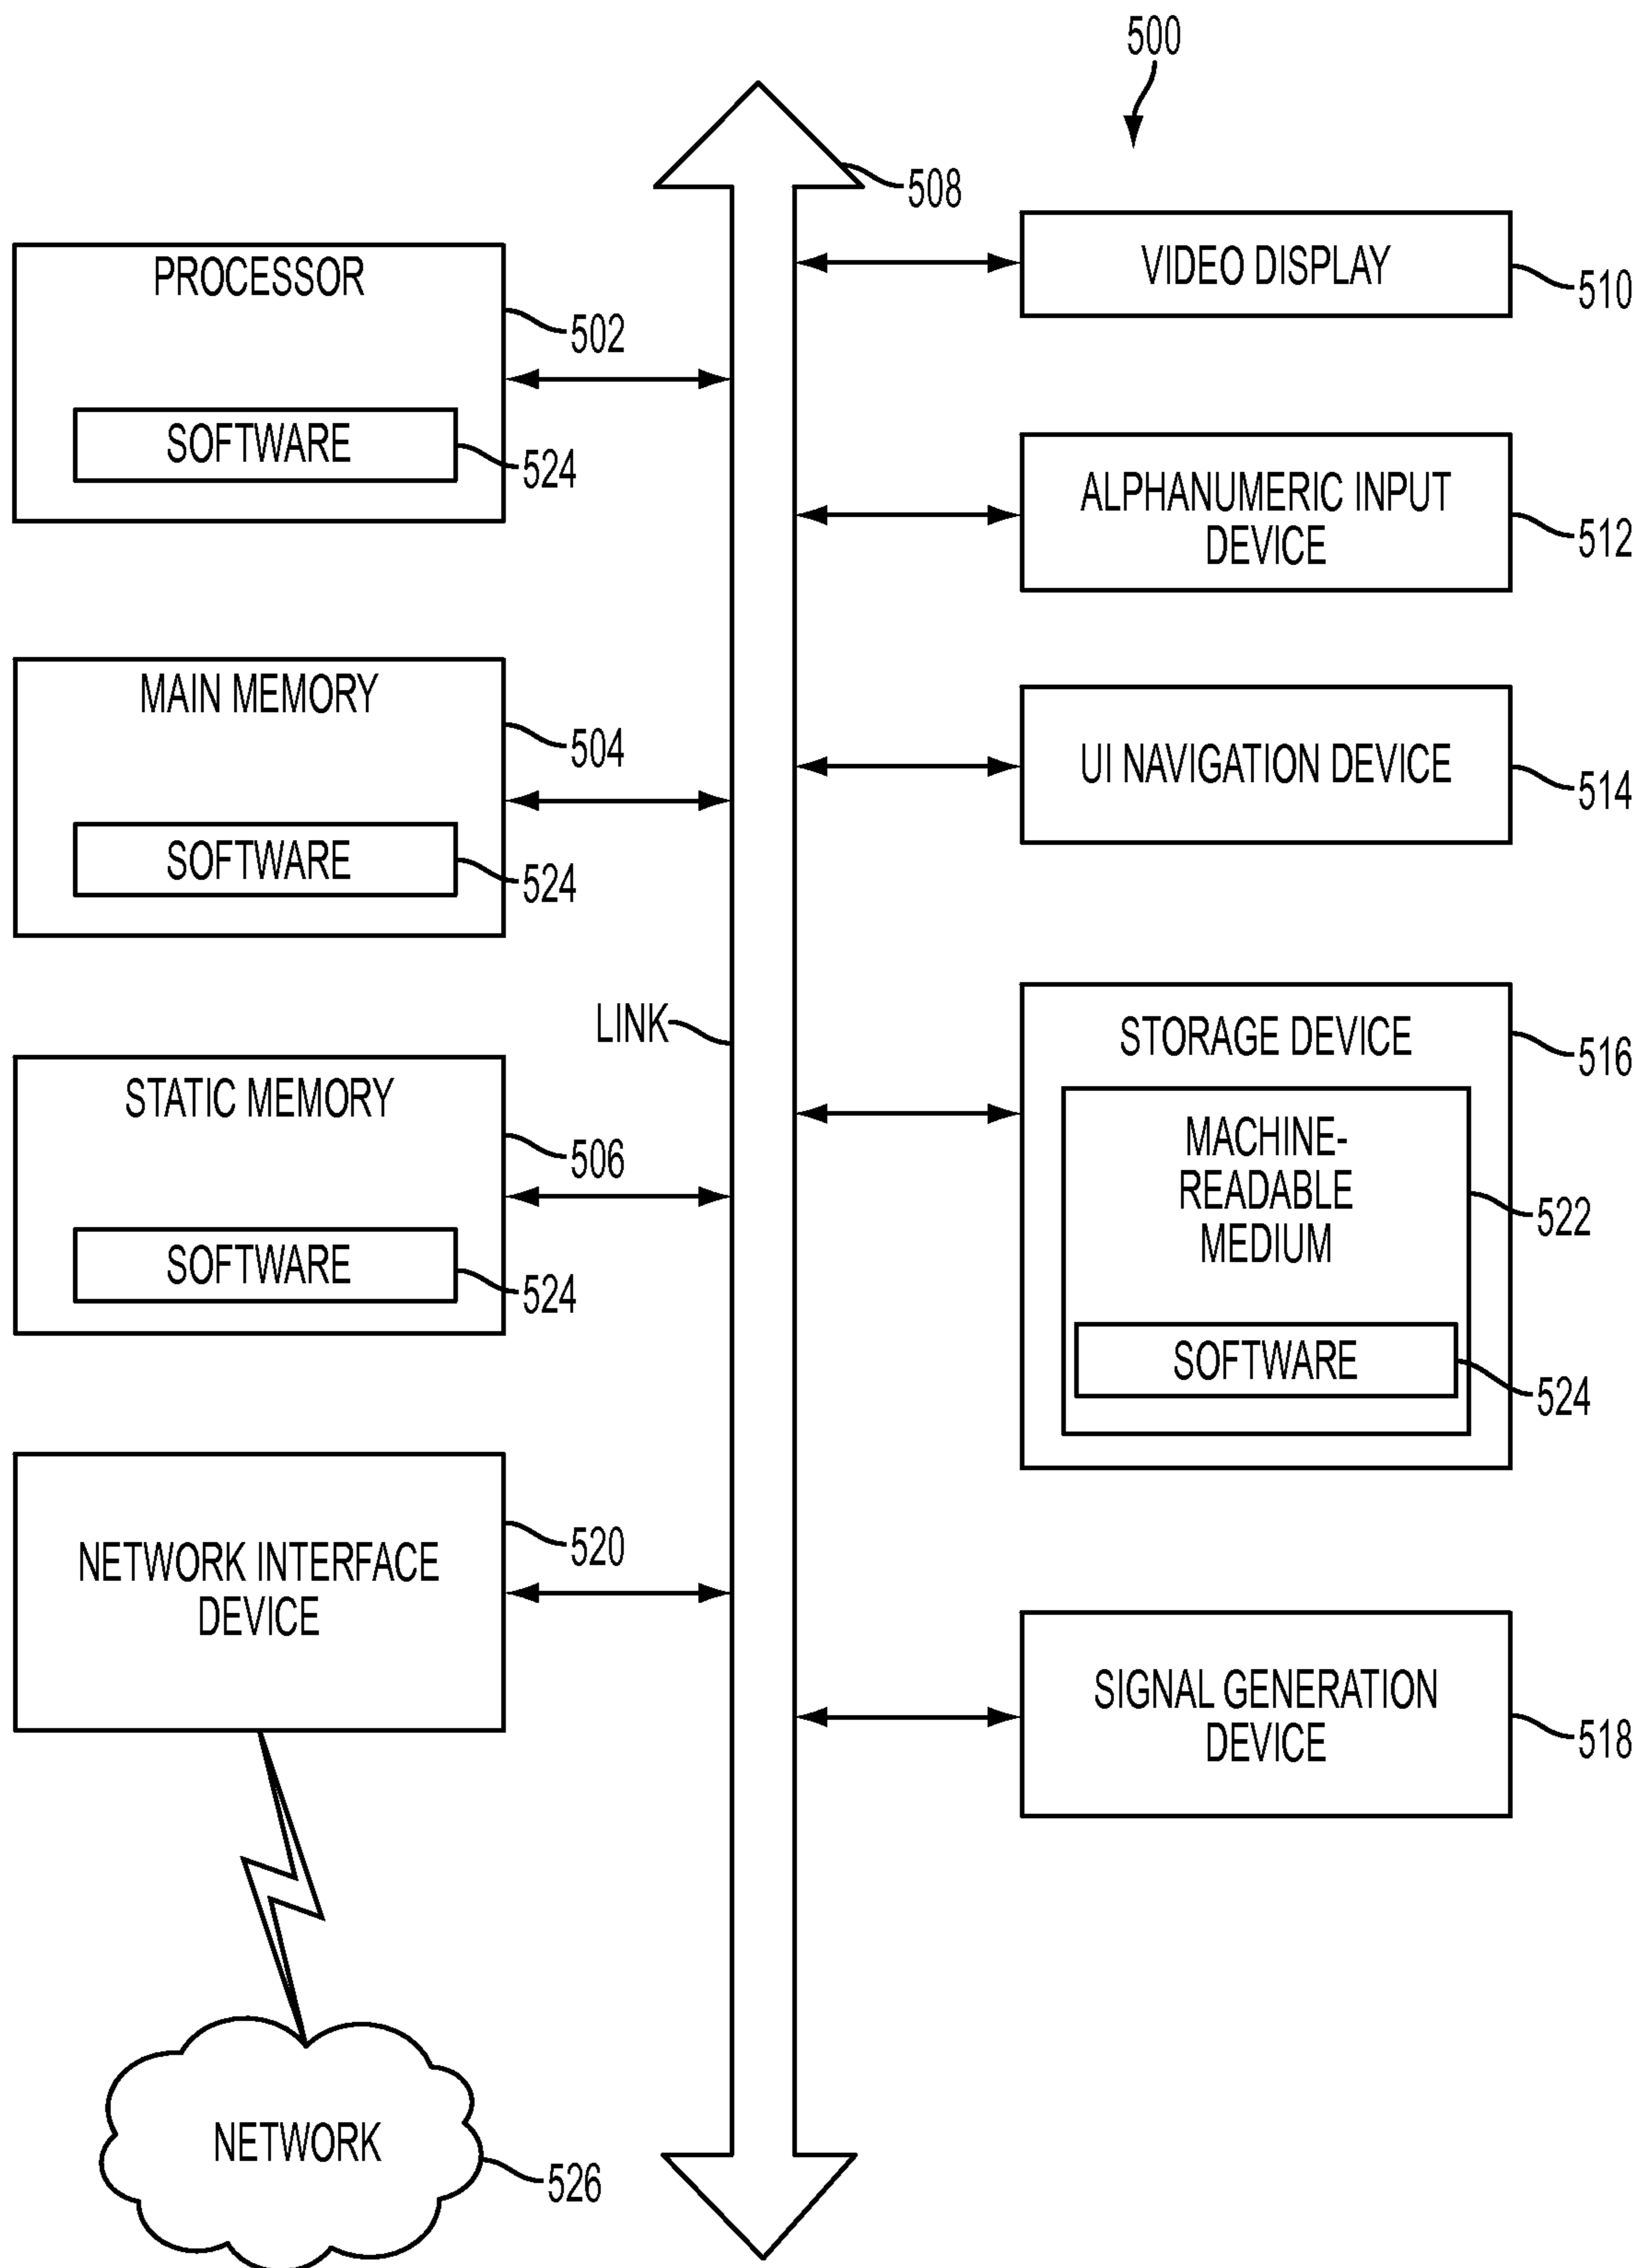 500
508
PROCESSOR
502
SOFTWARE
524
MAIN MEMORY
504
SOFTWARE
524
LINK
STATIC MEMORY
506
SOFTWARE
524
NETWORK INTERFACE
DEVICE
520
NETWORK
526
VIDEO DISPLAY
510
ALPHANUMERIC INPUT
DEVICE
512
UI NAVIGATION DEVICE
514
STORAGE DEVICE
516
MACHINE-
READABLE
MEDIUM
522
SOFTWARE
524
SIGNAL GENERATION
DEVICE
518